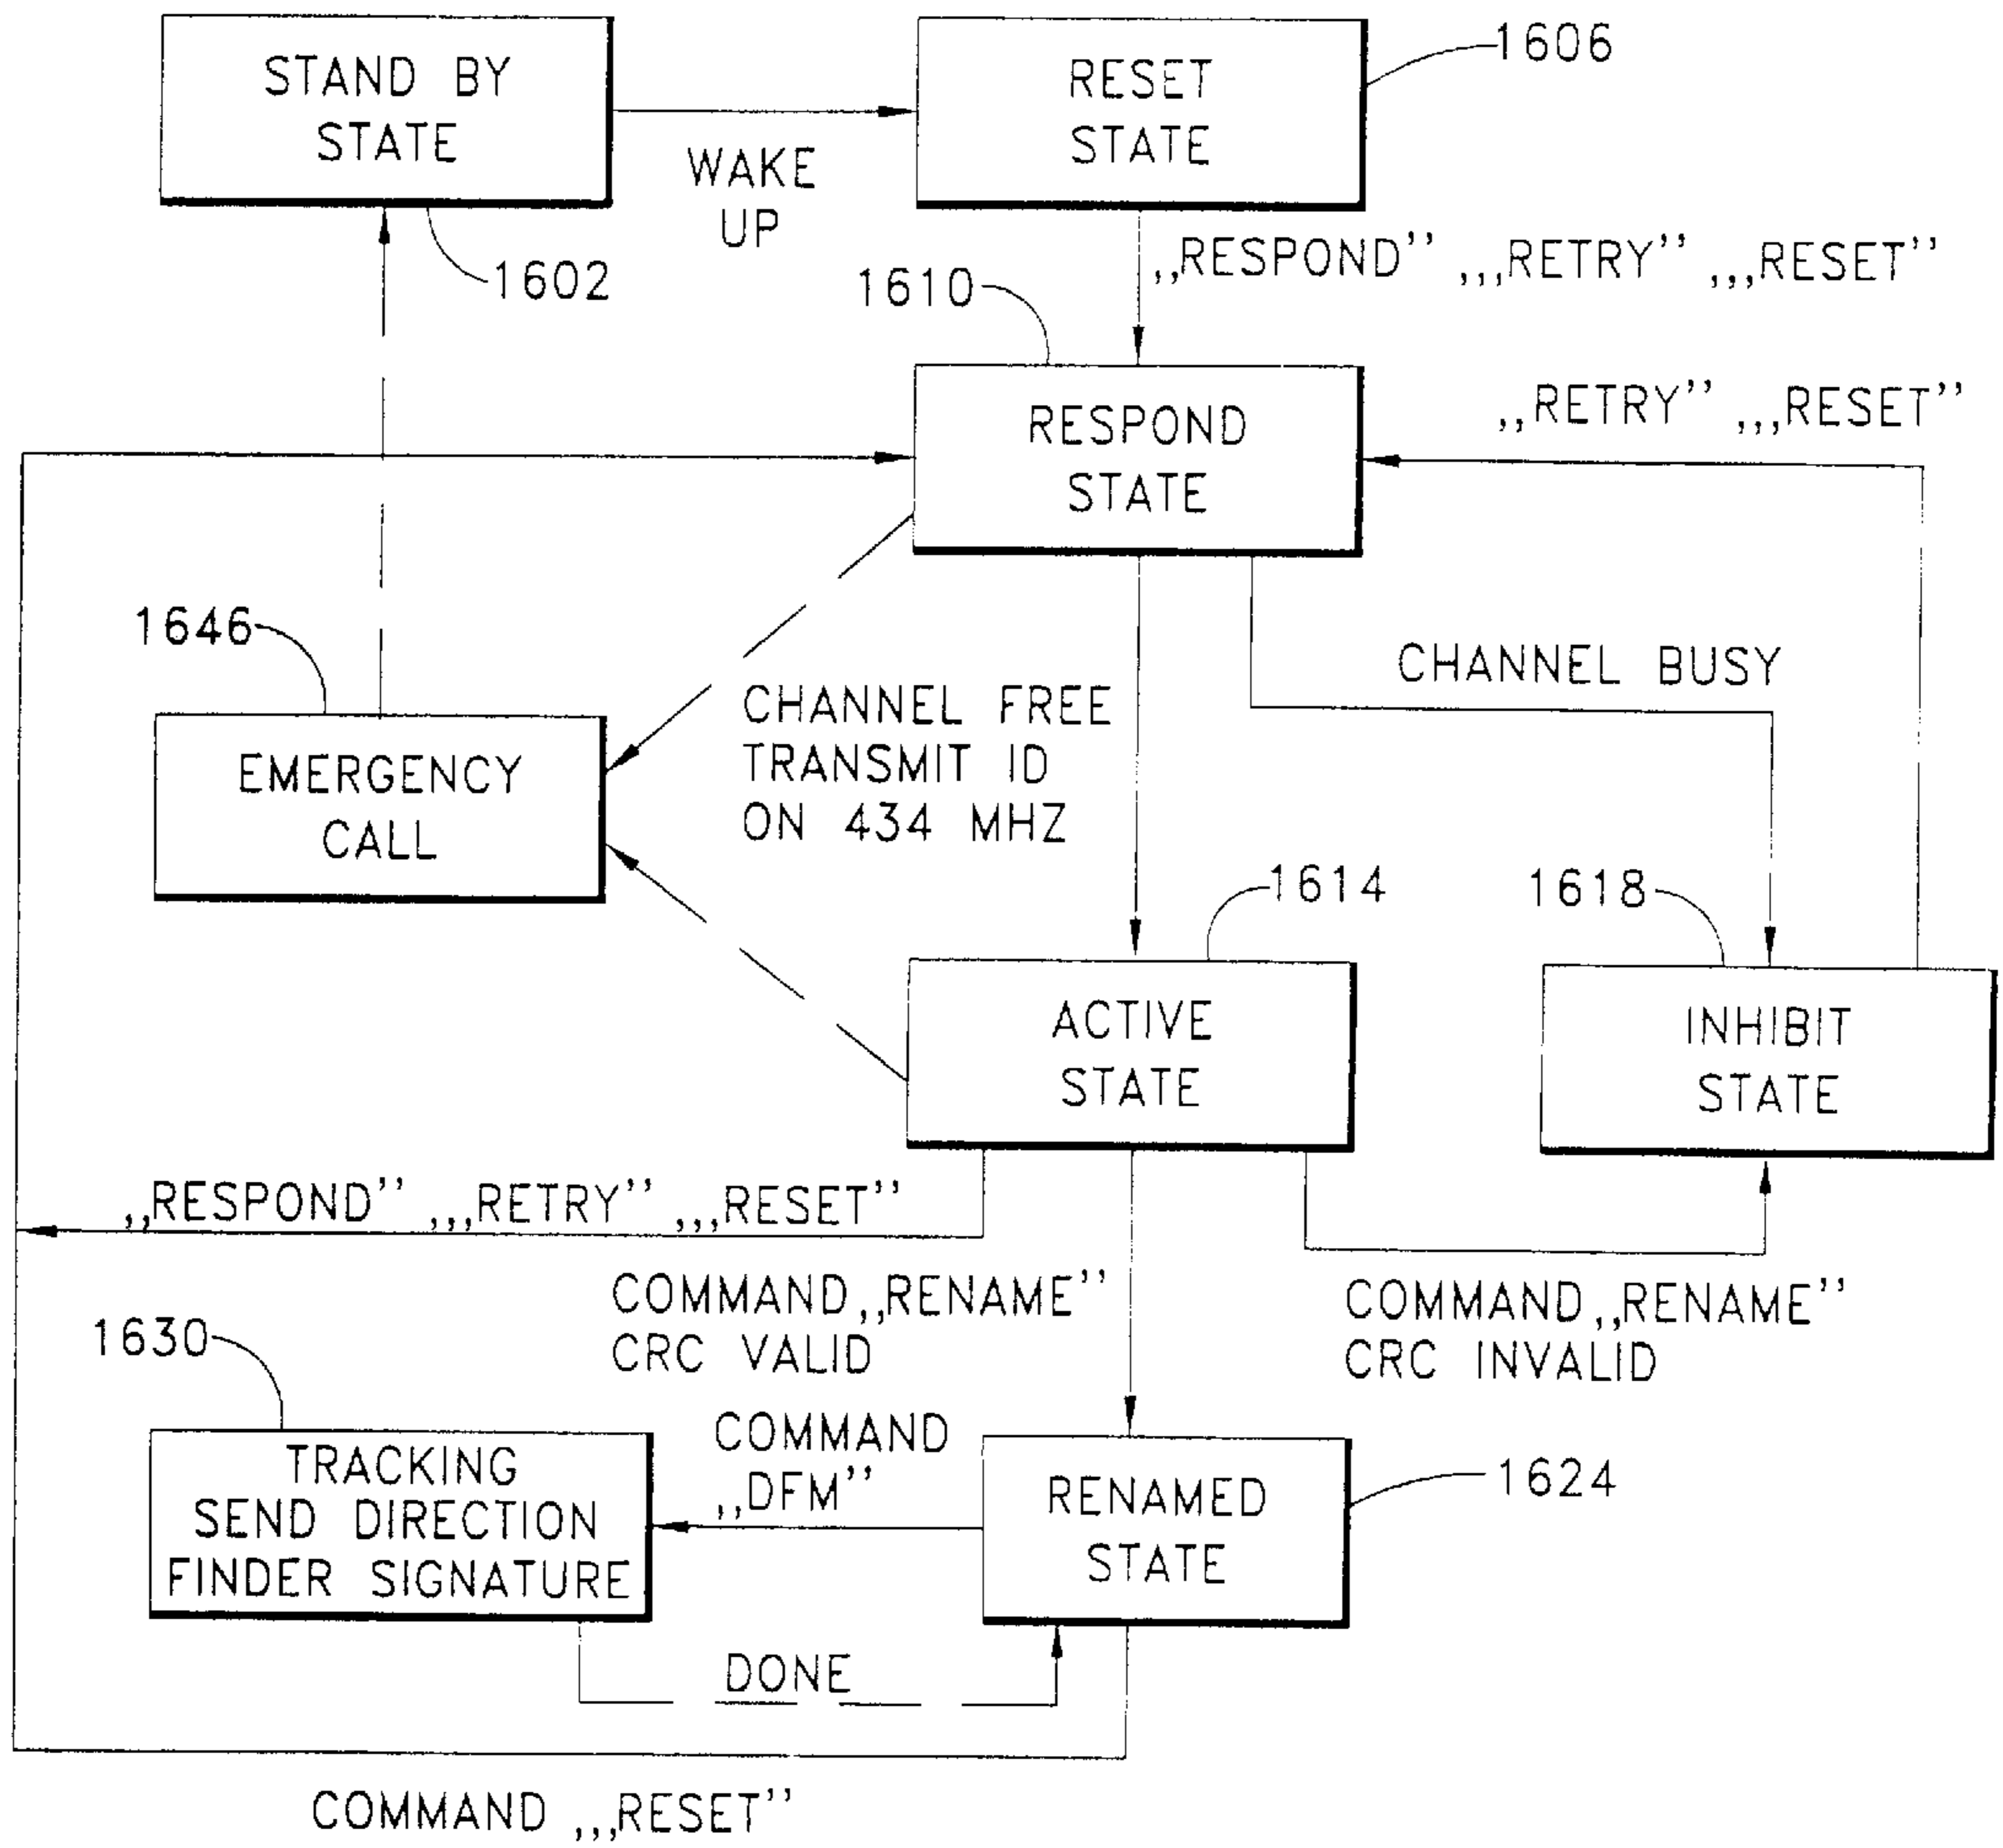 STAND BY
STATE
RESET
STATE
1606
WAKE
UP
1602
„RESPOND” „,RETRY” „,RESET”
1610
RESPOND
STATE
„RETRY” „,RESET”
1646
CHANNEL BUSY
EMERGENCY
CALL
CHANNEL FREE
TRANSMIT ID
ON 434 MHZ
1614
1618
ACTIVE
STATE
INHIBIT
STATE
„RESPOND” „,RETRY” „,RESET”
COMMAND„RENAME”
CRC VALID
COMMAND„RENAME”
CRC INVALID
1630
TRACKING
SEND DIRECTION
FINDER SIGNATURE
COMMAND
„DFM”
RENAMED
STATE
1624
DONE
COMMAND „,RESET”